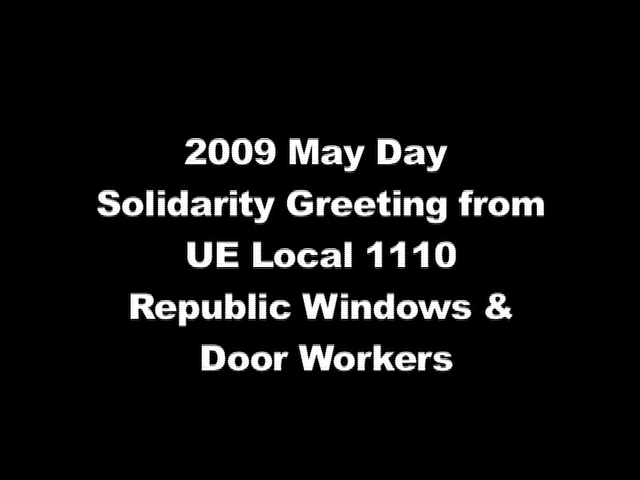 2009 May Day
Solidarity Greeting from
UE Local 1110
Republic Windows &
Door Workers